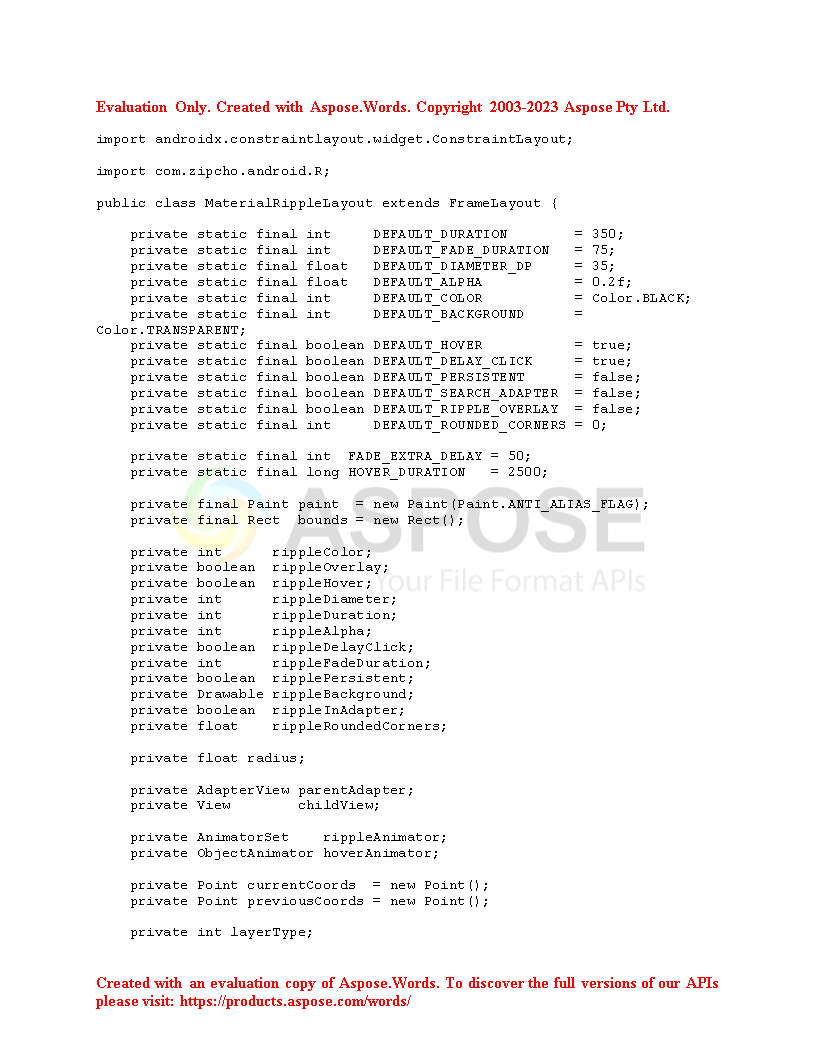 Evaluation Only. Created with Aspose.Words. Copyright 2003-2023 Aspose Pty Ltd.
import androidx.constraintlayout.widget.ConstraintLayout;
import com.zipcho.android.R;
public class MaterialRippleLayout extends FrameLayout {
    private static final int     DEFAULT_DURATION        = 350;
    private static final int     DEFAULT_FADE_DURATION   = 75;
    private static final float   DEFAULT_DIAMETER_DP     = 35;
    private static final float   DEFAULT_ALPHA           = 0.2f;
    private static final int     DEFAULT_COLOR           = Color.BLACK;
    private static final int     DEFAULT_BACKGROUND      =
Color.TRANSPARENT;
    private static final boolean DEFAULT_HOVER           = true;
    private static final boolean DEFAULT_DELAY_CLICK     = true;
    private static final boolean DEFAULT_PERSISTENT      = false;
    private static final boolean DEFAULT_SEARCH_ADAPTER  = false;
    private static final boolean DEFAULT_RIPPLE_OVERLAY  = false;
    private static final int     DEFAULT_ROUNDED_CORNERS = 0;
    private static final int  FADE_EXTRA_DELAY = 50;
    private static final long HOVER_DURATION   = 2500;
    private final Paint paint  = new Paint(Paint.ANTI_ALIAS_FLAG);
    private final Rect  bounds = new Rect();
ASPOSE
    private int      rippleColor;
    private boolean  rippleOverlay;
    private boolean  rippleHover;
Your File Format APIs
    private int      rippleDiameter;
    private int      rippleDuration;
    private int      rippleAlpha;
    private boolean  rippleDelayClick;
    private int      rippleFadeDuration;
    private boolean  ripplePersistent;
    private Drawable rippleBackground;
    private boolean  rippleInAdapter;
    private float    rippleRoundedCorners;
    private float radius;
    private AdapterView parentAdapter;
    private View        childView;
    private AnimatorSet    rippleAnimator;
    private ObjectAnimator hoverAnimator;
    private Point currentCoords  = new Point();
    private Point previousCoords = new Point();
    private int layerType;
Created with an evaluation copy of Aspose.Words. To discover the full versions of our APIs
please visit: https://products.aspose.com/words/